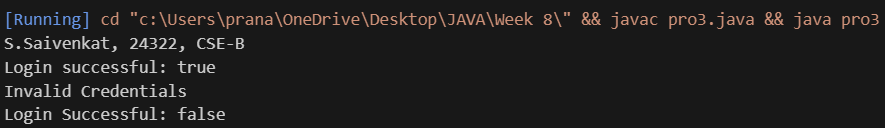 [Running] cd "c:\Users\prana\OneDrive\Desktop\JAVA\Week 8\" && javac pro3.java && java pro3
S.Saivenkat, 24322, CSE-B
Login successful: true
Invalid Credentials
Login Successful: false